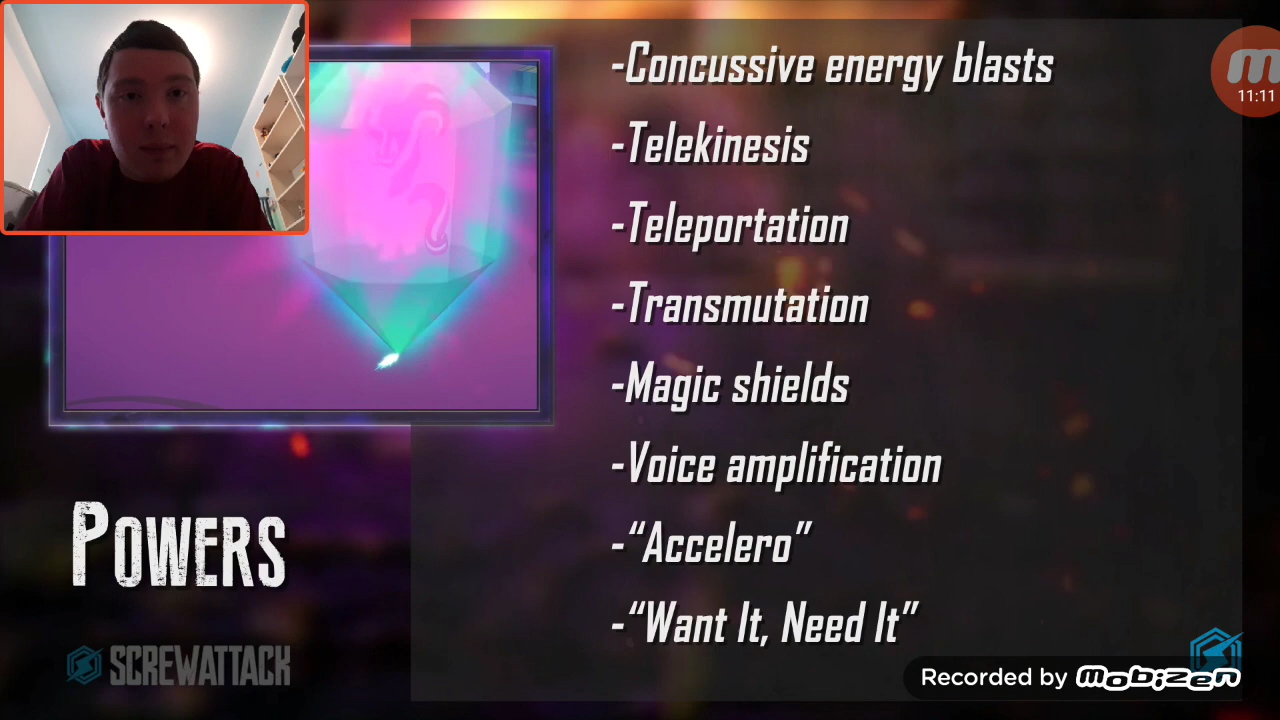 -Concussive energy blasts
-Telekinesis
-Teleportation
-Transmutation
-Magic shields
-Voice amplification
-“Accelero”
-“Want It, Need It”
Powers
SCREWATTACK
11:11
Recorded by Mobizen